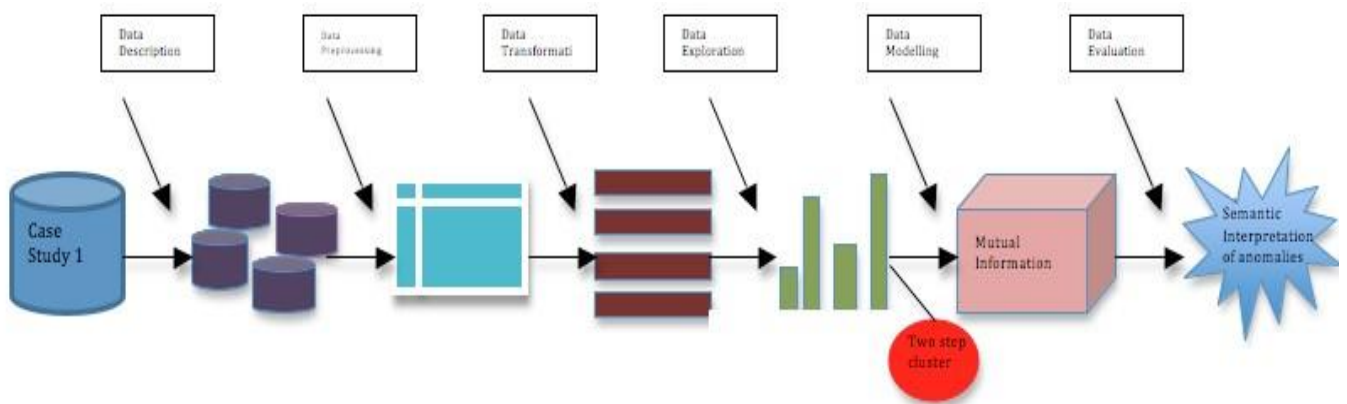 Data
Description
Data
Preprocessing
Data
Transformati
Data
Exploration
Data
Modelling
Data
Evaluation
Case
Study 1
Mutual
Information
Semantic
Interpretation
of anomalies
Two step
cluster